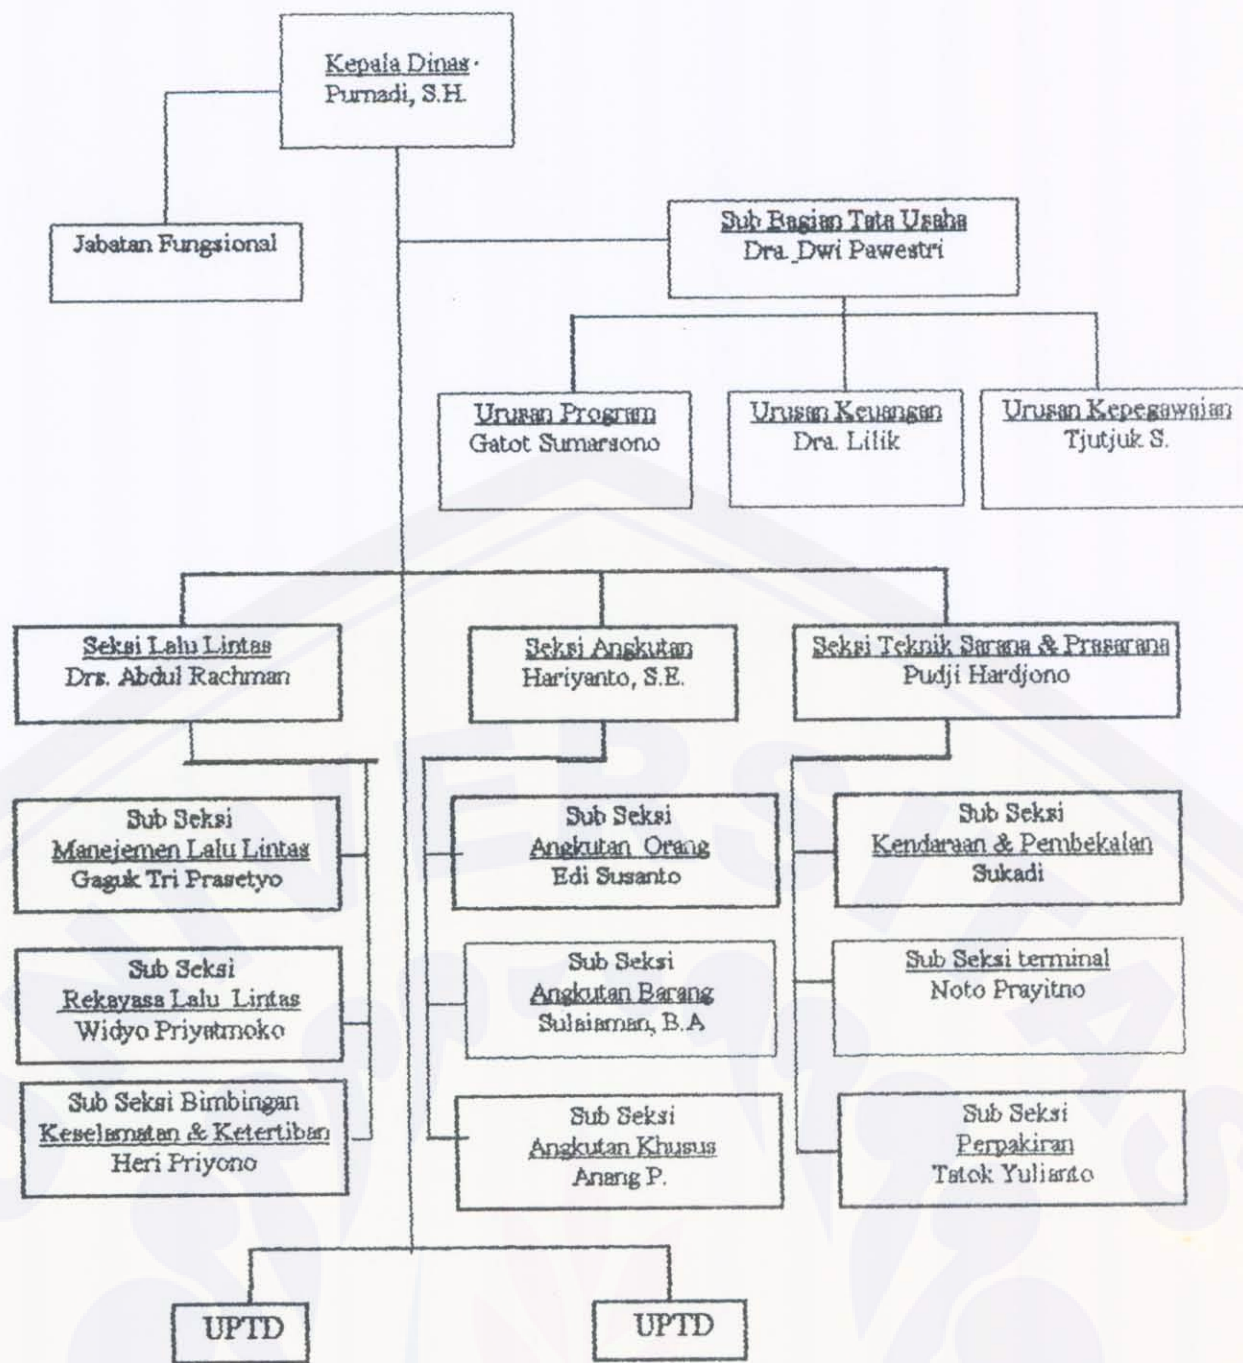 Kepala Dinas
Purnadi, S.H.
Jabatan Fungsional
Sub Bagian Tata Usaha
Dra. Dwi Pawestri
Urusan Program
Gatot Sumarsono
Urusan Keuangan
Dra. Lilik
Urusan Kepegawaian
Tjutjuk S.
Seksi Lalu Lintas
Drs. Abdul Rachman
Seksi Angkutan
Hariyanto, S.E.
Seksi Teknik Sarana & Prasarana
Pudji Hardjono
Sub Seksi
Manejemen Lalu Lintas
Gaguk Tri Prasetyo
Sub Seksi
Angkutan Orang
Edi Susanto
Sub Seksi
Kendaraan & Pembekalan
Sukadi
Sub Seksi
Rekayasa Lalu Lintas
Widyo Priyatmoko
Sub Seksi
Angkutan Barang
Sulaiaman, B.A
Sub Seksi terminal
Noto Prayitno
Sub Seksi Bimbingan
Keselamatan & Ketertiban
Heri Priyono
Sub Seksi
Angkutan Khusus
Anang P.
Sub Seksi
Perpakiran
Tatok Yulianto
UPTD
UPTD
UNIVERSITAS